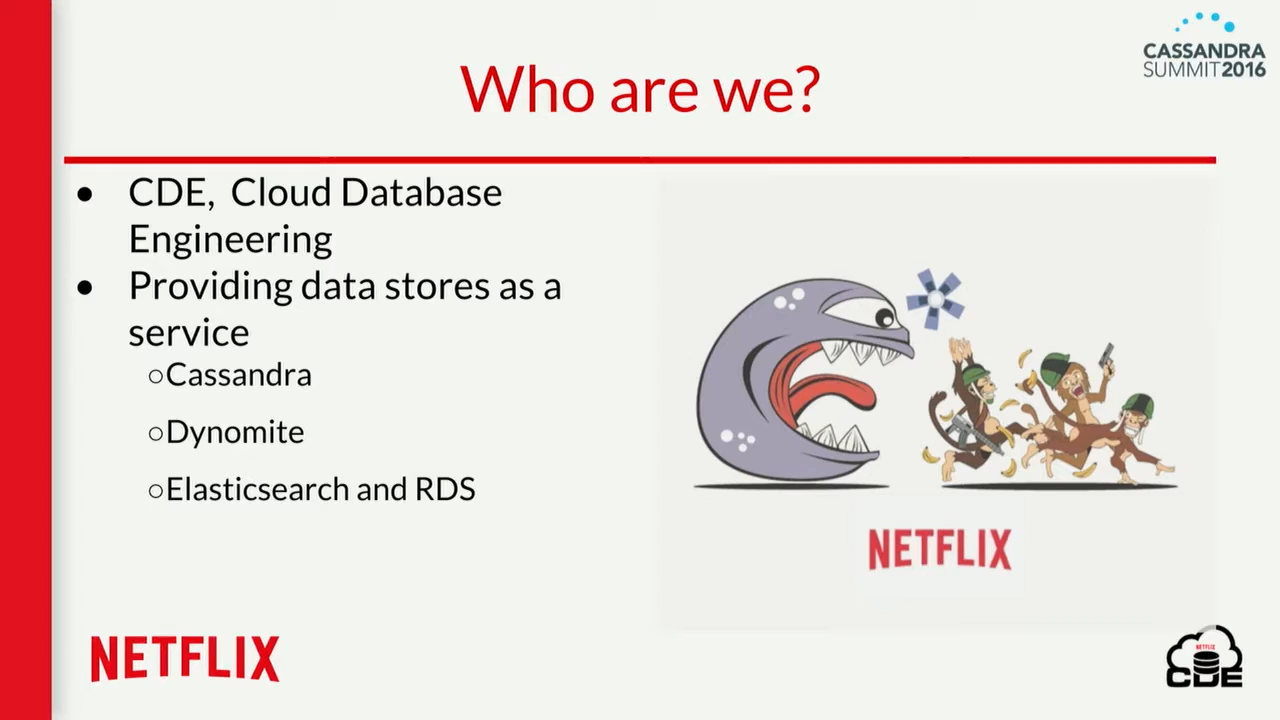 CASSANDRA
SUMMIT2016
Who are we?
● CDE, Cloud Database
Engineering
● Providing data stores as a
service
○Cassandra
○Dynomite
○Elasticsearch and RDS
NETFLIX
NETFLIX
NETFLIX
CDE